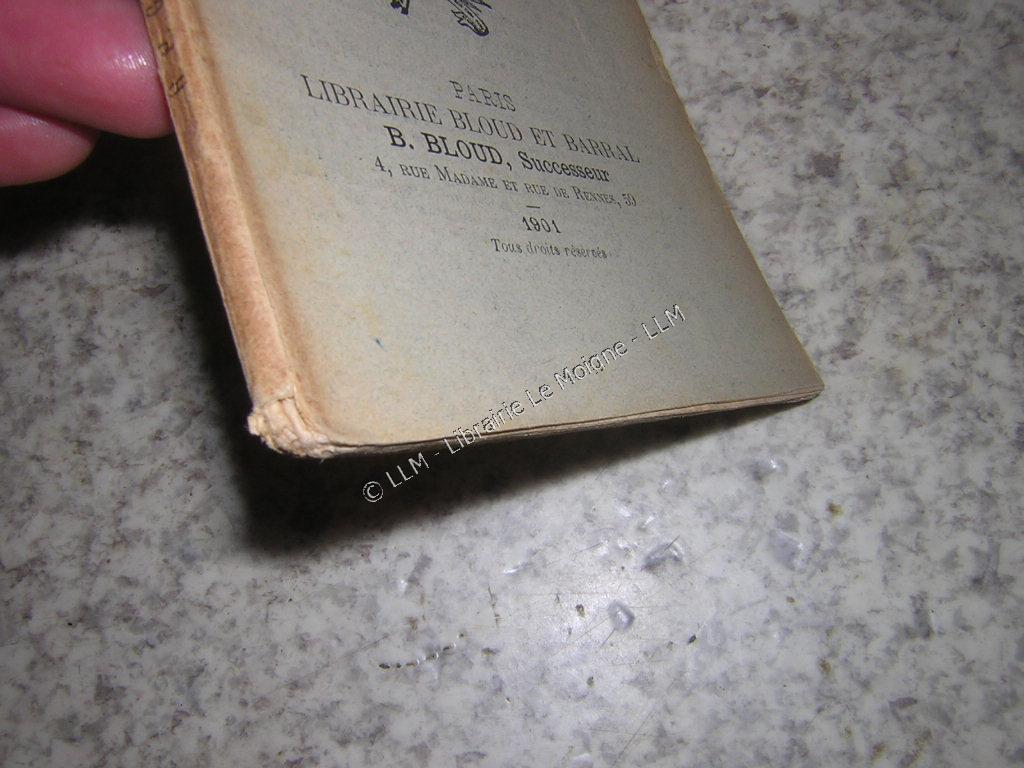 PARIS
LIBRAIRIE BLOUD ET BARRAL
B. BLOUD, Successeur
4, RUE MADAME ET RUE DE RENNES, 59
1901
Tous droits réservés
© LLM - Librairie Le Moigne - LLM